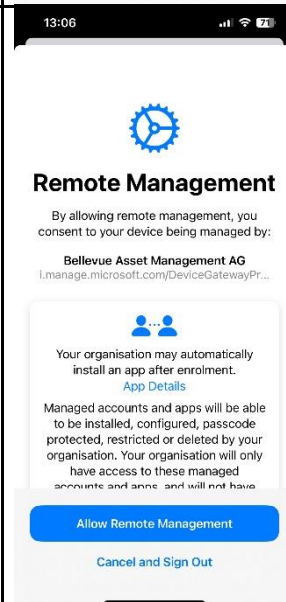 13:06
71
Remote Management
By allowing remote management, you
consent to your device being managed by:
Bellevue Asset Management AG
i.manage.microsoft.com/DeviceGatewayPr...
Your organisation may automatically
install an app after enrolment.
App Details
Managed accounts and apps will be able
to be installed, configured, passcode
protected, restricted or deleted by your
organisation. Your organisation will only
have access to these managed
accounts and apps, and will not have
Allow Remote Management
Cancel and Sign Out